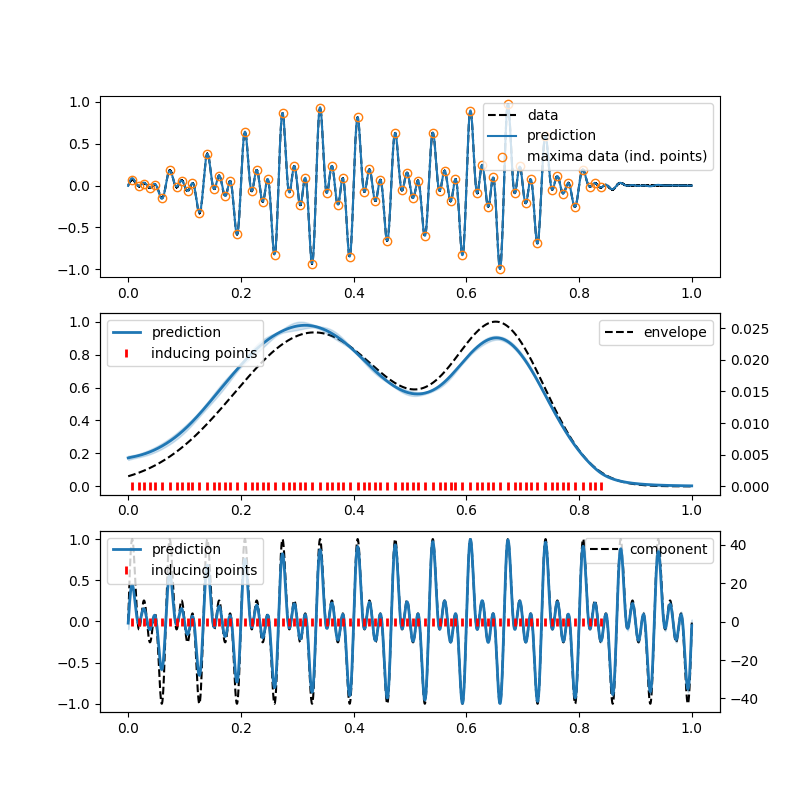 1.0
0.5
0.0
−0.5
−1.0
data
prediction
maxima data (ind. points)
0.0 0.2 0.4 0.6 0.8 1.0
1.0
0.8
0.6
0.4
0.2
0.0
prediction
inducing points
envelope
0.025
0.020
0.015
0.010
0.005
0.000
0.0 0.2 0.4 0.6 0.8 1.0
1.0
0.5
0.0
−0.5
−1.0
prediction
inducing points
component
40
20
0
−20
−40
0.0 0.2 0.4 0.6 0.8 1.0